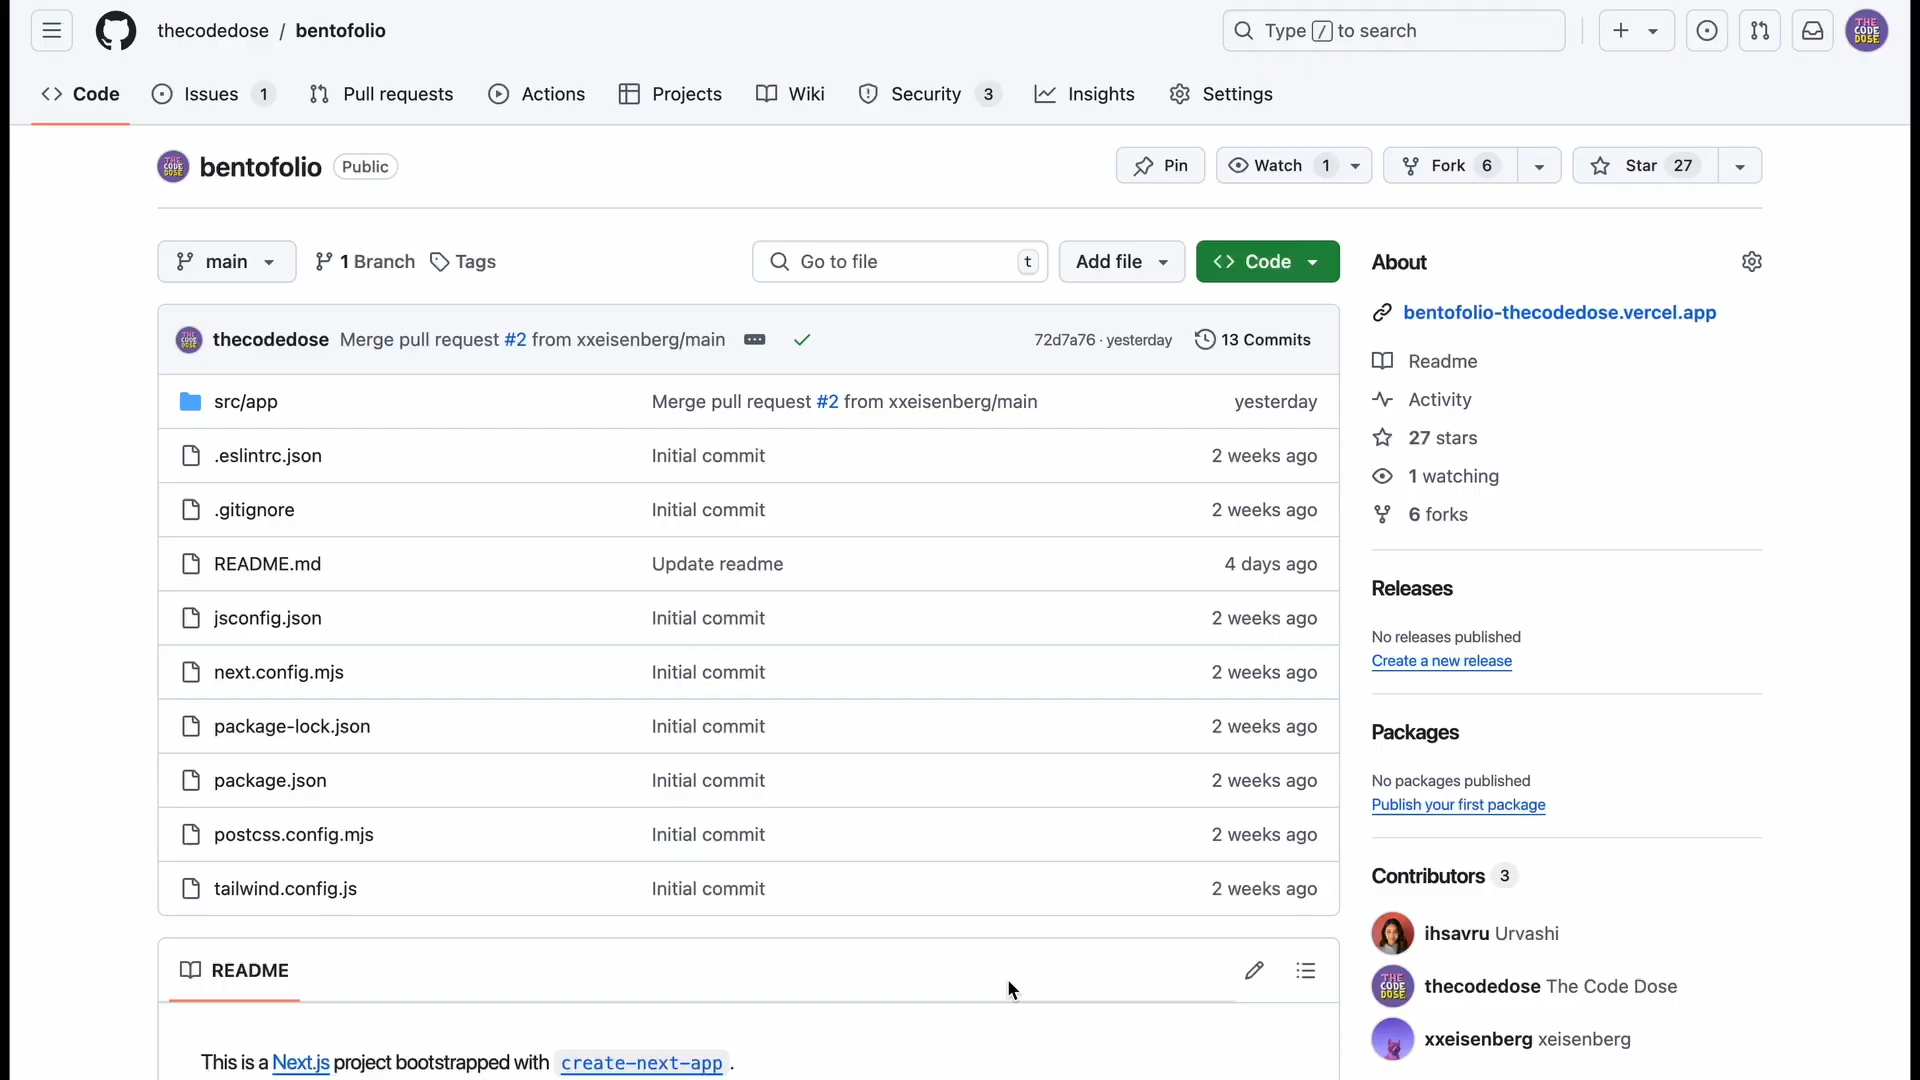 thecodedose / bentofolio
Type / to search
THE CODE DOSE
Code
Issues 1
Pull requests
Actions
Projects
Wiki
Security 3
Insights
Settings
bentofolio Public
Pin
Watch 1
Fork 6
Star 27
main
1 Branch
Tags
Go to file t
Add file
Code
thecodedose Merge pull request #2 from xxeisenberg/main 72d7a76 · yesterday 13 Commits
src/app Merge pull request #2 from xxeisenberg/main yesterday
.eslintrc.json Initial commit 2 weeks ago
.gitignore Initial commit 2 weeks ago
README.md Update readme 4 days ago
jsconfig.json Initial commit 2 weeks ago
next.config.mjs Initial commit 2 weeks ago
package-lock.json Initial commit 2 weeks ago
package.json Initial commit 2 weeks ago
postcss.config.mjs Initial commit 2 weeks ago
tailwind.config.js Initial commit 2 weeks ago
README
This is a Next.js project bootstrapped with create-next-app.
About
bentofolio-thecodedose.vercel.app
Readme
Activity
27 stars
1 watching
6 forks
Releases
No releases published
Create a new release
Packages
No packages published
Publish your first package
Contributors 3
ihsavru Urvashi
THE CODE DOSE
thecodedose The Code Dose
xxeisenberg xeisenberg